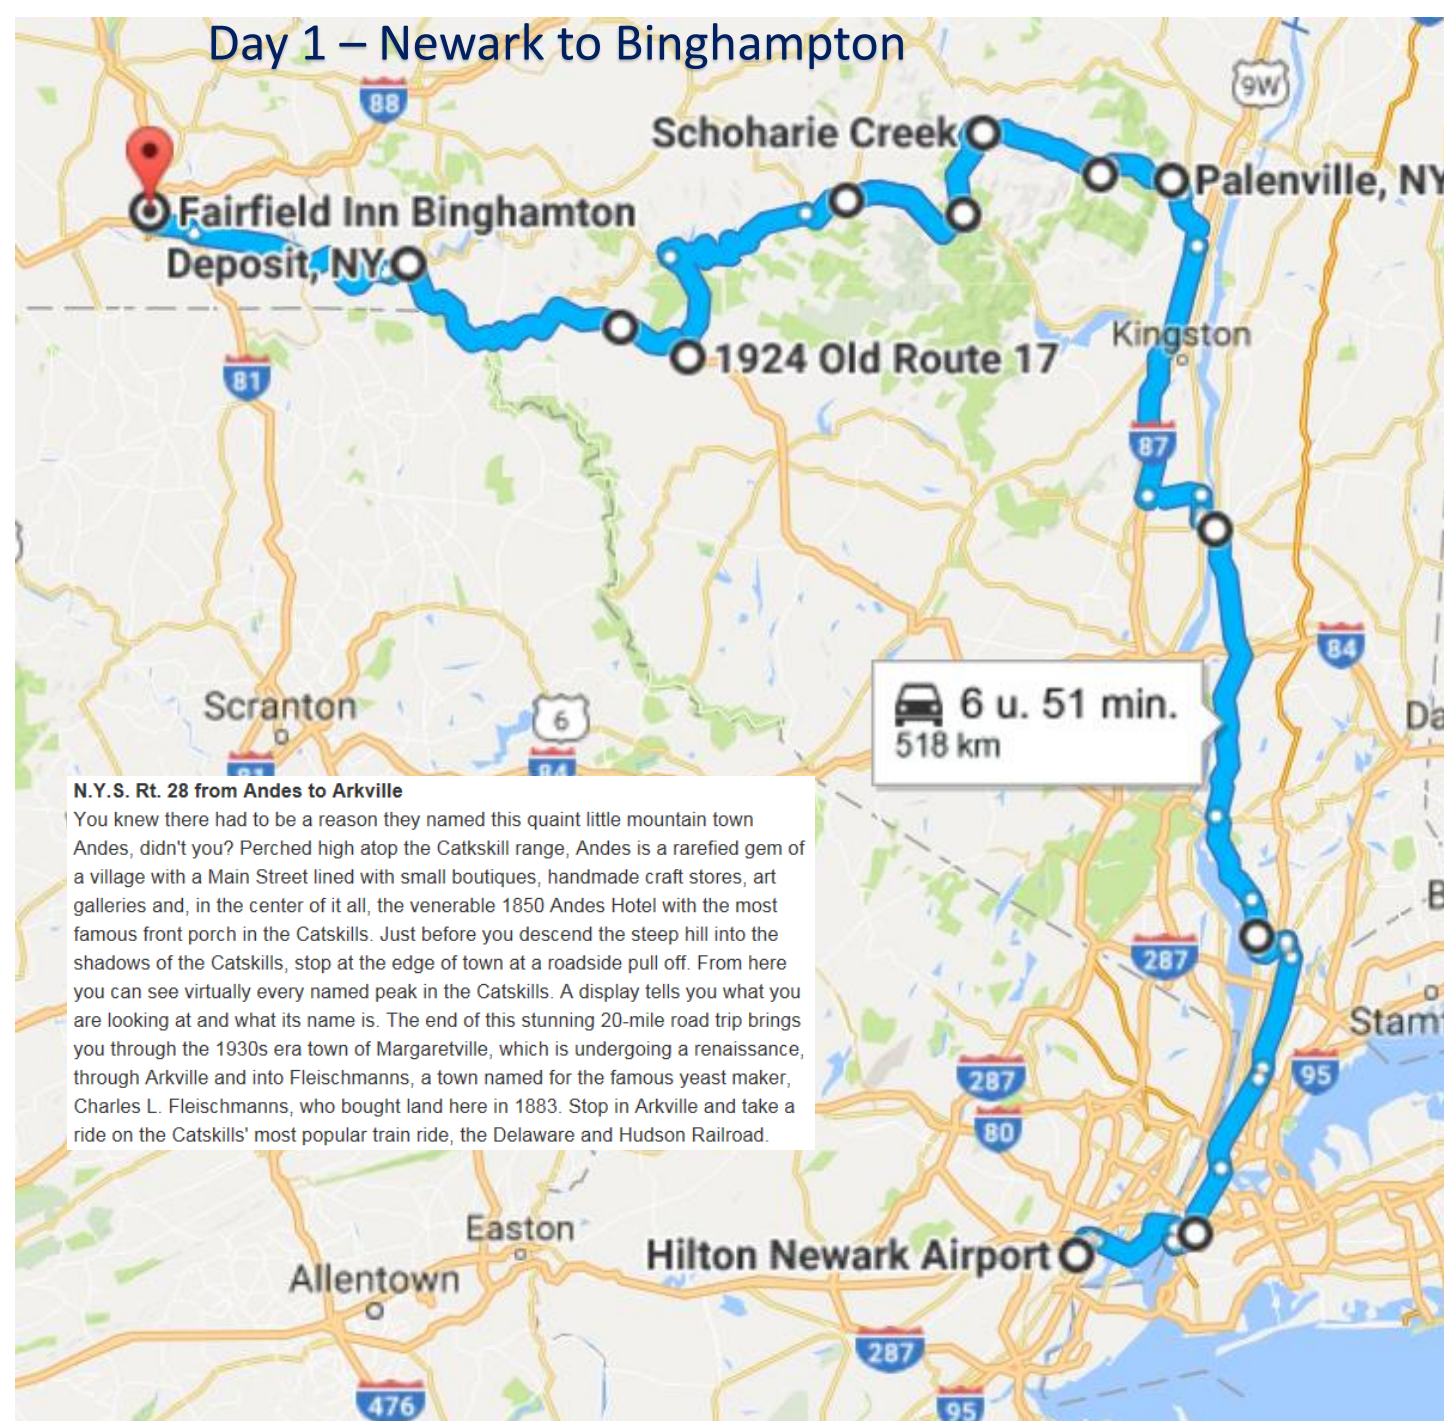 Day 1 – Newark to Binghampton
9W
88
Schoharie Creek
Palenville, NY
Fairfield Inn Binghamton
Deposit, NY
Kingston
1924 Old Route 17
81
87
84
Scranton
6
6 u. 51 min.
518 km
Da
81
84
N.Y.S. Rt. 28 from Andes to Arkville
You knew there had to be a reason they named this quaint little mountain town
Andes, didn't you? Perched high atop the Catkskill range, Andes is a rarefied gem of
a village with a Main Street lined with small boutiques, handmade craft stores, art
galleries and, in the center of it all, the venerable 1850 Andes Hotel with the most
famous front porch in the Catskills. Just before you descend the steep hill into the
shadows of the Catskills, stop at the edge of town at a roadside pull off. From here
you can see virtually every named peak in the Catskills. A display tells you what you
are looking at and what its name is. The end of this stunning 20-mile road trip brings
you through the 1930s era town of Margaretville, which is undergoing a renaissance,
through Arkville and into Fleischmanns, a town named for the famous yeast maker,
Charles L. Fleischmanns, who bought land here in 1883. Stop in Arkville and take a
ride on the Catskills' most popular train ride, the Delaware and Hudson Railroad.
B
287
Stam
287
95
80
Easton
Hilton Newark Airport
Allentown
287
476
95